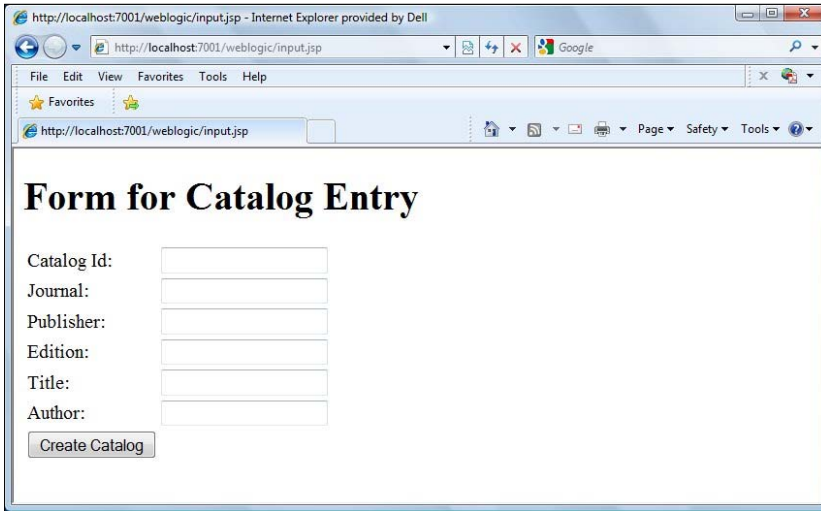 http://localhost:7001/weblogic/input.jsp - Internet Explorer provided by Dell
http://localhost:7001/weblogic/input.jsp
Google
File Edit View Favorites Tools Help
Favorites
http://localhost:7001/weblogic/input.jsp
Page Safety Tools
Form for Catalog Entry
Catalog Id:
Journal:
Publisher:
Edition:
Title:
Author:
Create Catalog